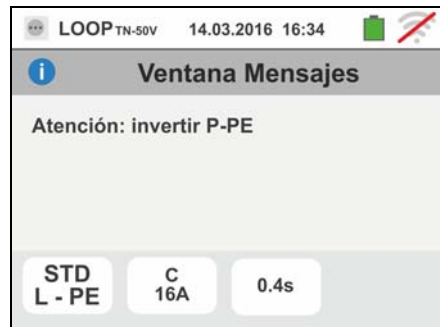 LOOP TN-50V 14.03.2016 16:34
i Ventana Mensajes
Atención: invertir P-PE
STD
L - PE
C
16A
0.4s